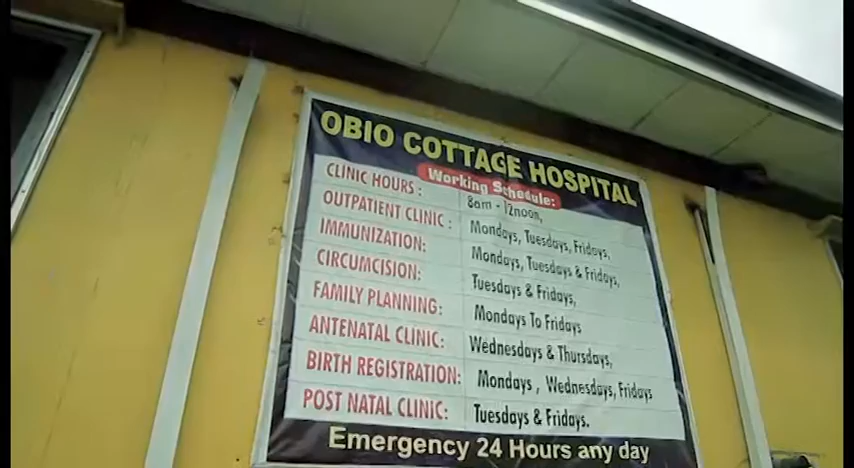 OBIO COTTAGE HOSPITAL
Working Schedule
CLINIC HOURS: 8am - 12noon,
OUTPATIENT CLINIC: Mondays, Tuesdays, Fridays
IMMUNIZATION: Mondays, Tuesdays & Fridays,
CIRCUMCISION: Tuesdays & Fridays,
FAMILY PLANNING: Mondays To Fridays
ANTENATAL CLINIC: Wednesdays & Thursdays
BIRTH REGISTRATION: Mondays, Wednesdays, Fridays
POST NATAL CLINIC: Tuesdays & Fridays,
Emergency 24 Hours any day